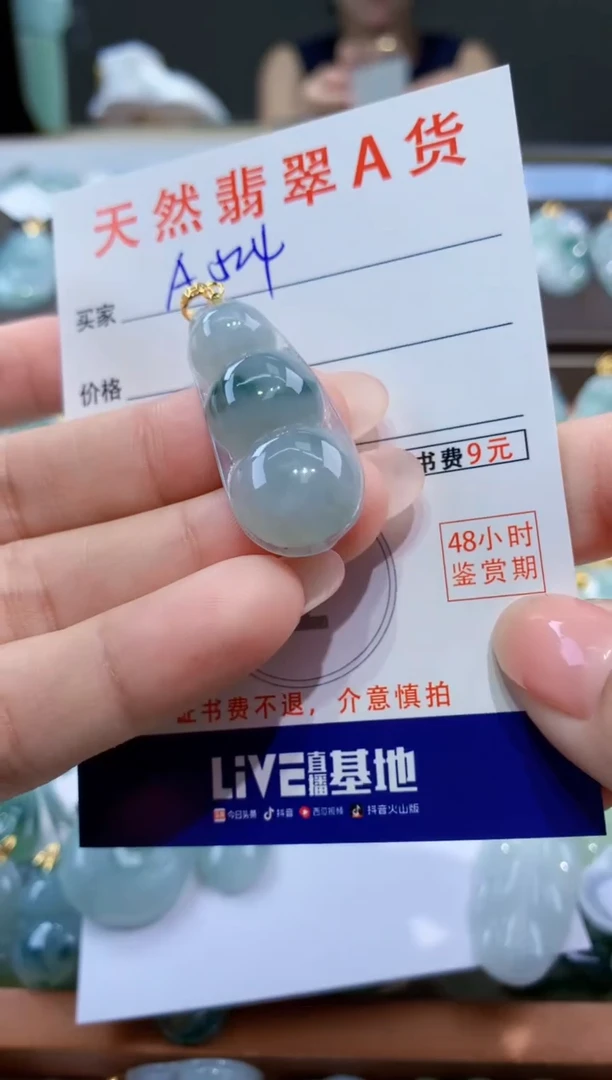 天然翡翠A货
买家 A524
价格
书费9元
48小时
鉴赏期
书费不退，介意慎拍
LiVE直播基地
今日头条 抖音 西瓜视频 抖音火山版